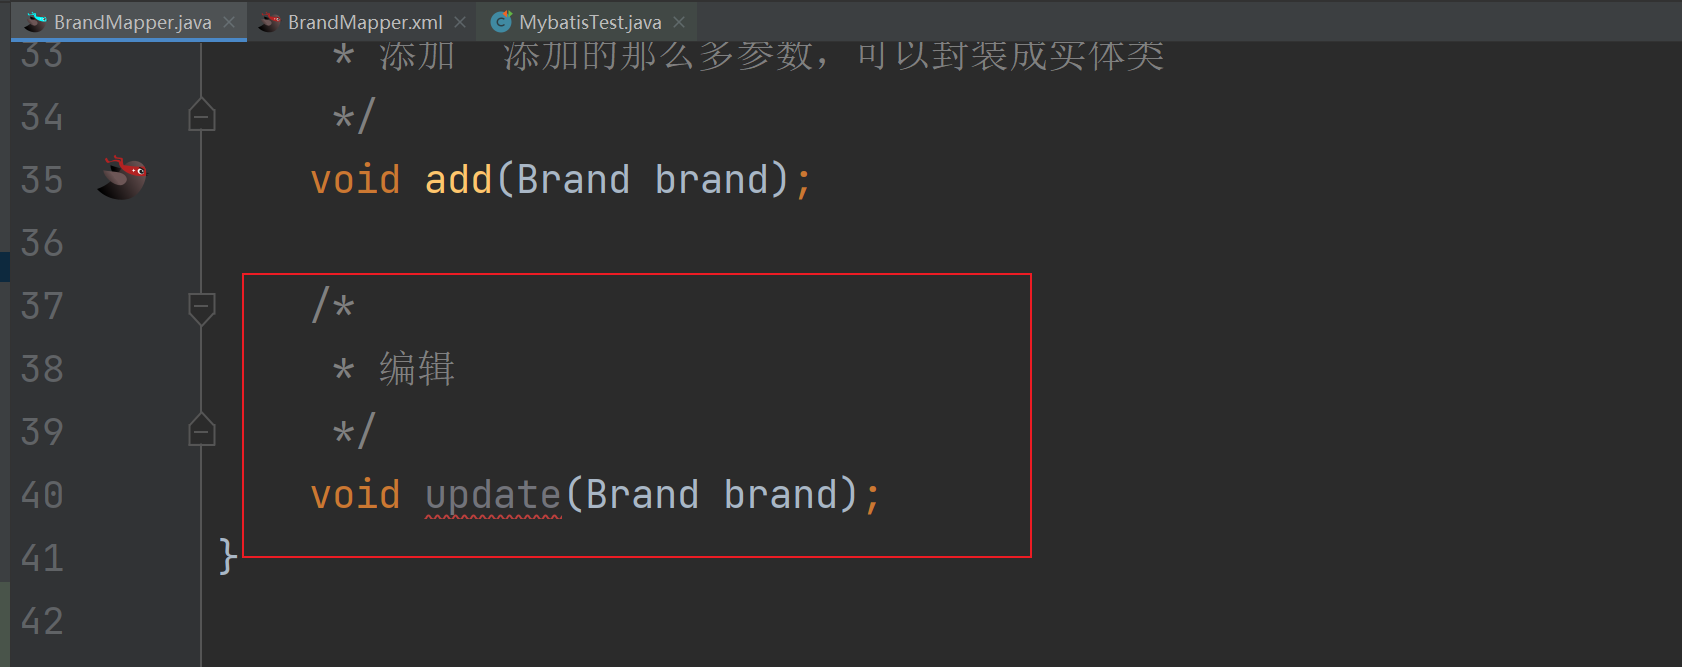 BrandMapper.java BrandMapper.xml MybatisTest.java
33 * 添加 添加的那么多参数，可以封装成实体类
34 */
35 void add(Brand brand);
36
37 /*
38 * 编辑
39 */
40 void update(Brand brand);
41 }
42